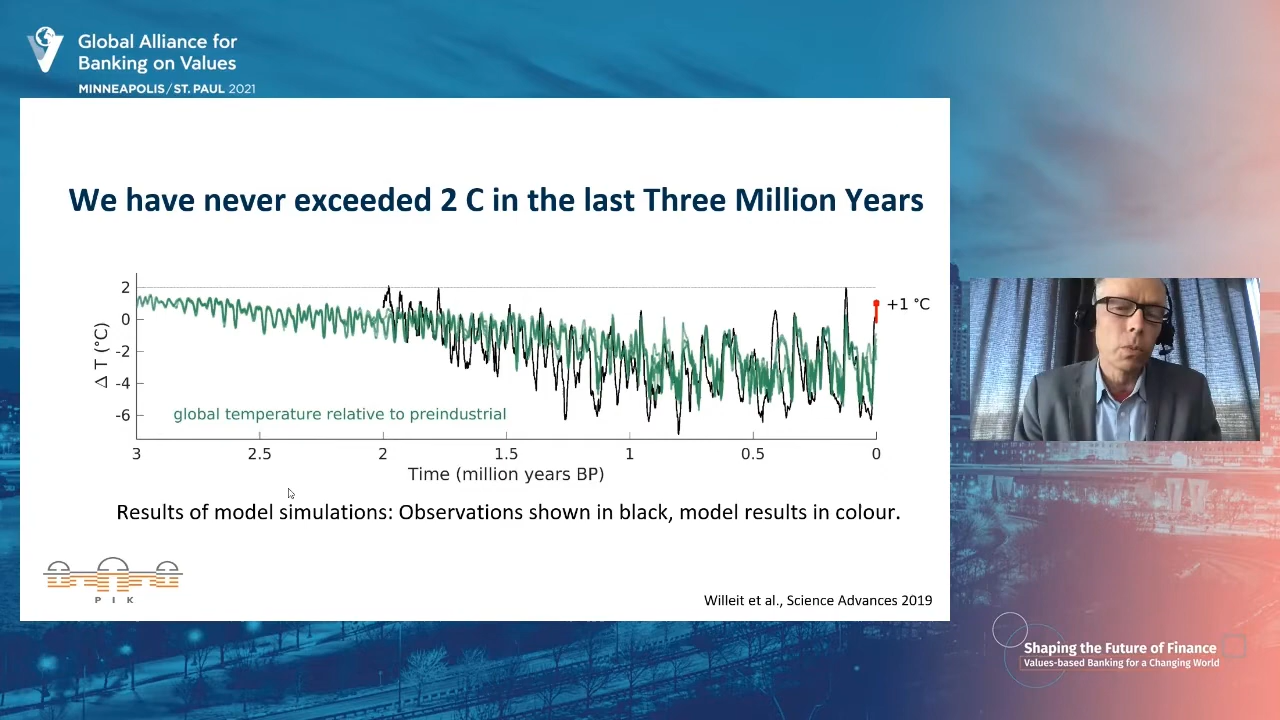 Global Alliance for
Banking on Values
MINNEAPOLIS/ST. PAUL 2021
We have never exceeded 2 C in the last Three Million Years
2
0
-2
-4
-6
Δ T (°C)
+1 °C
global temperature relative to preindustrial
3 2.5 2 1.5 1 0.5 0
Time (million years BP)
Results of model simulations: Observations shown in black, model results in colour.
P I K
Willeit et al., Science Advances 2019
Shaping the Future of Finance
Values-based Banking for a Changing World